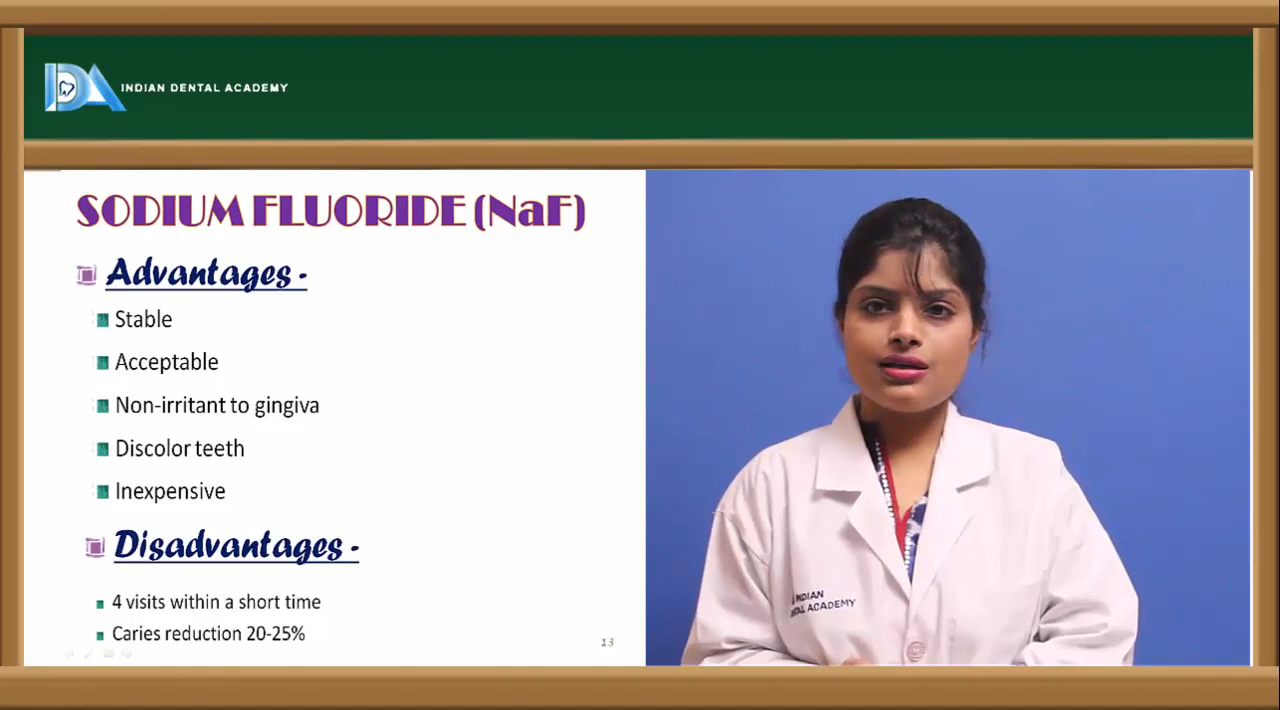 IDA INDIAN DENTAL ACADEMY
SODIUM FLUORIDE (NaF)
Advantages -
Stable
Acceptable
Non-irritant to gingiva
Discolor teeth
Inexpensive
Disadvantages -
4 visits within a short time
Caries reduction 20-25%
13
INDIAN
DENTAL ACADEMY